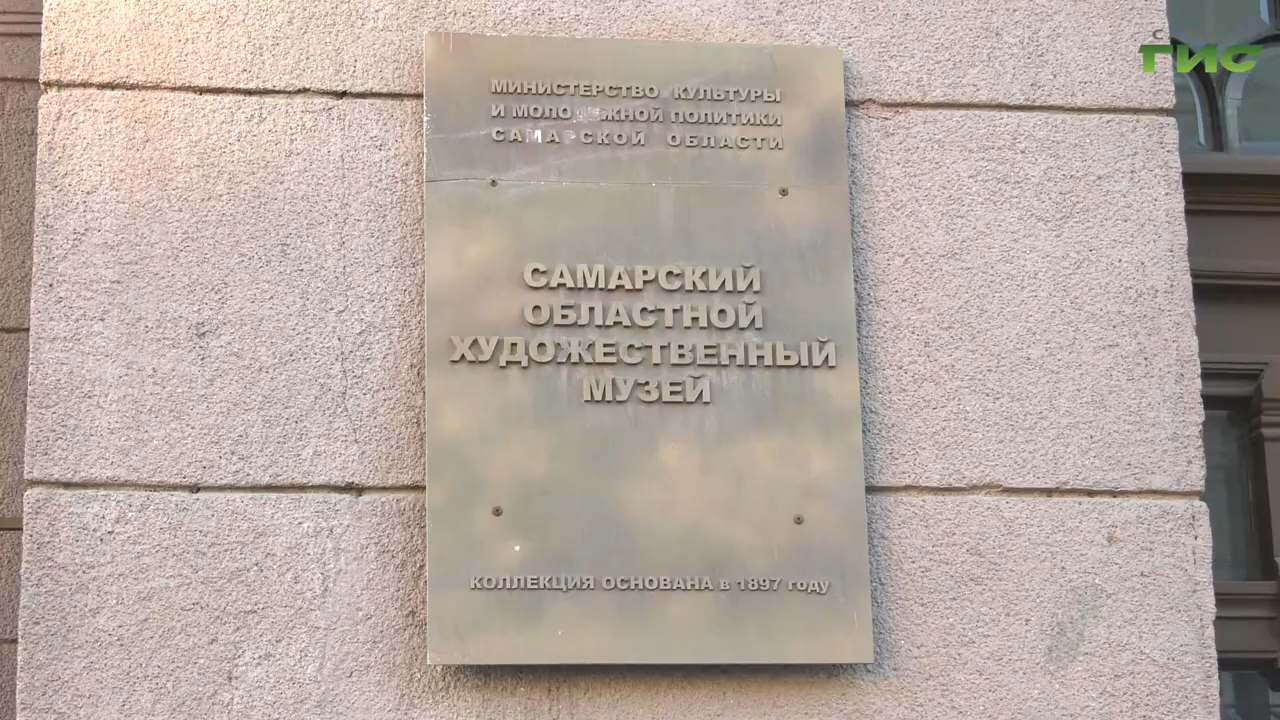 МИНИСТЕРСТВО КУЛЬТУРЫ
И МОЛОДЕЖНОЙ ПОЛИТИКИ
САМАРСКОЙ ОБЛАСТИ
САМАРСКИЙ
ОБЛАСТНОЙ
ХУДОЖЕСТВЕННЫЙ
МУЗЕЙ
КОЛЛЕКЦИЯ ОСНОВАНА в 1897 году
ГИС